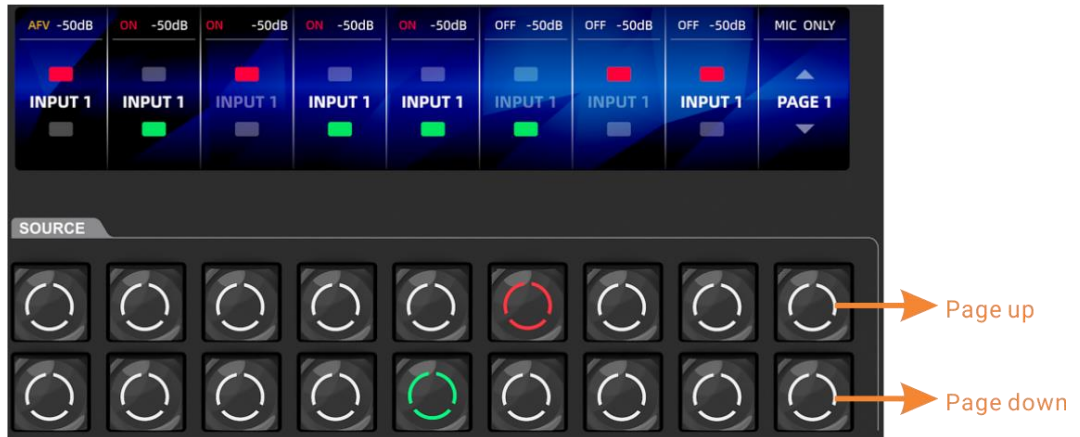 AFV -50dB ON -50dB ON -50dB ON -50dB ON -50dB OFF -50dB OFF -50dB OFF -50dB MIC ONLY
INPUT 1 INPUT 1 INPUT 1 INPUT 1 INPUT 1 INPUT 1 INPUT 1 INPUT 1 PAGE 1
SOURCE
Page up
Page down